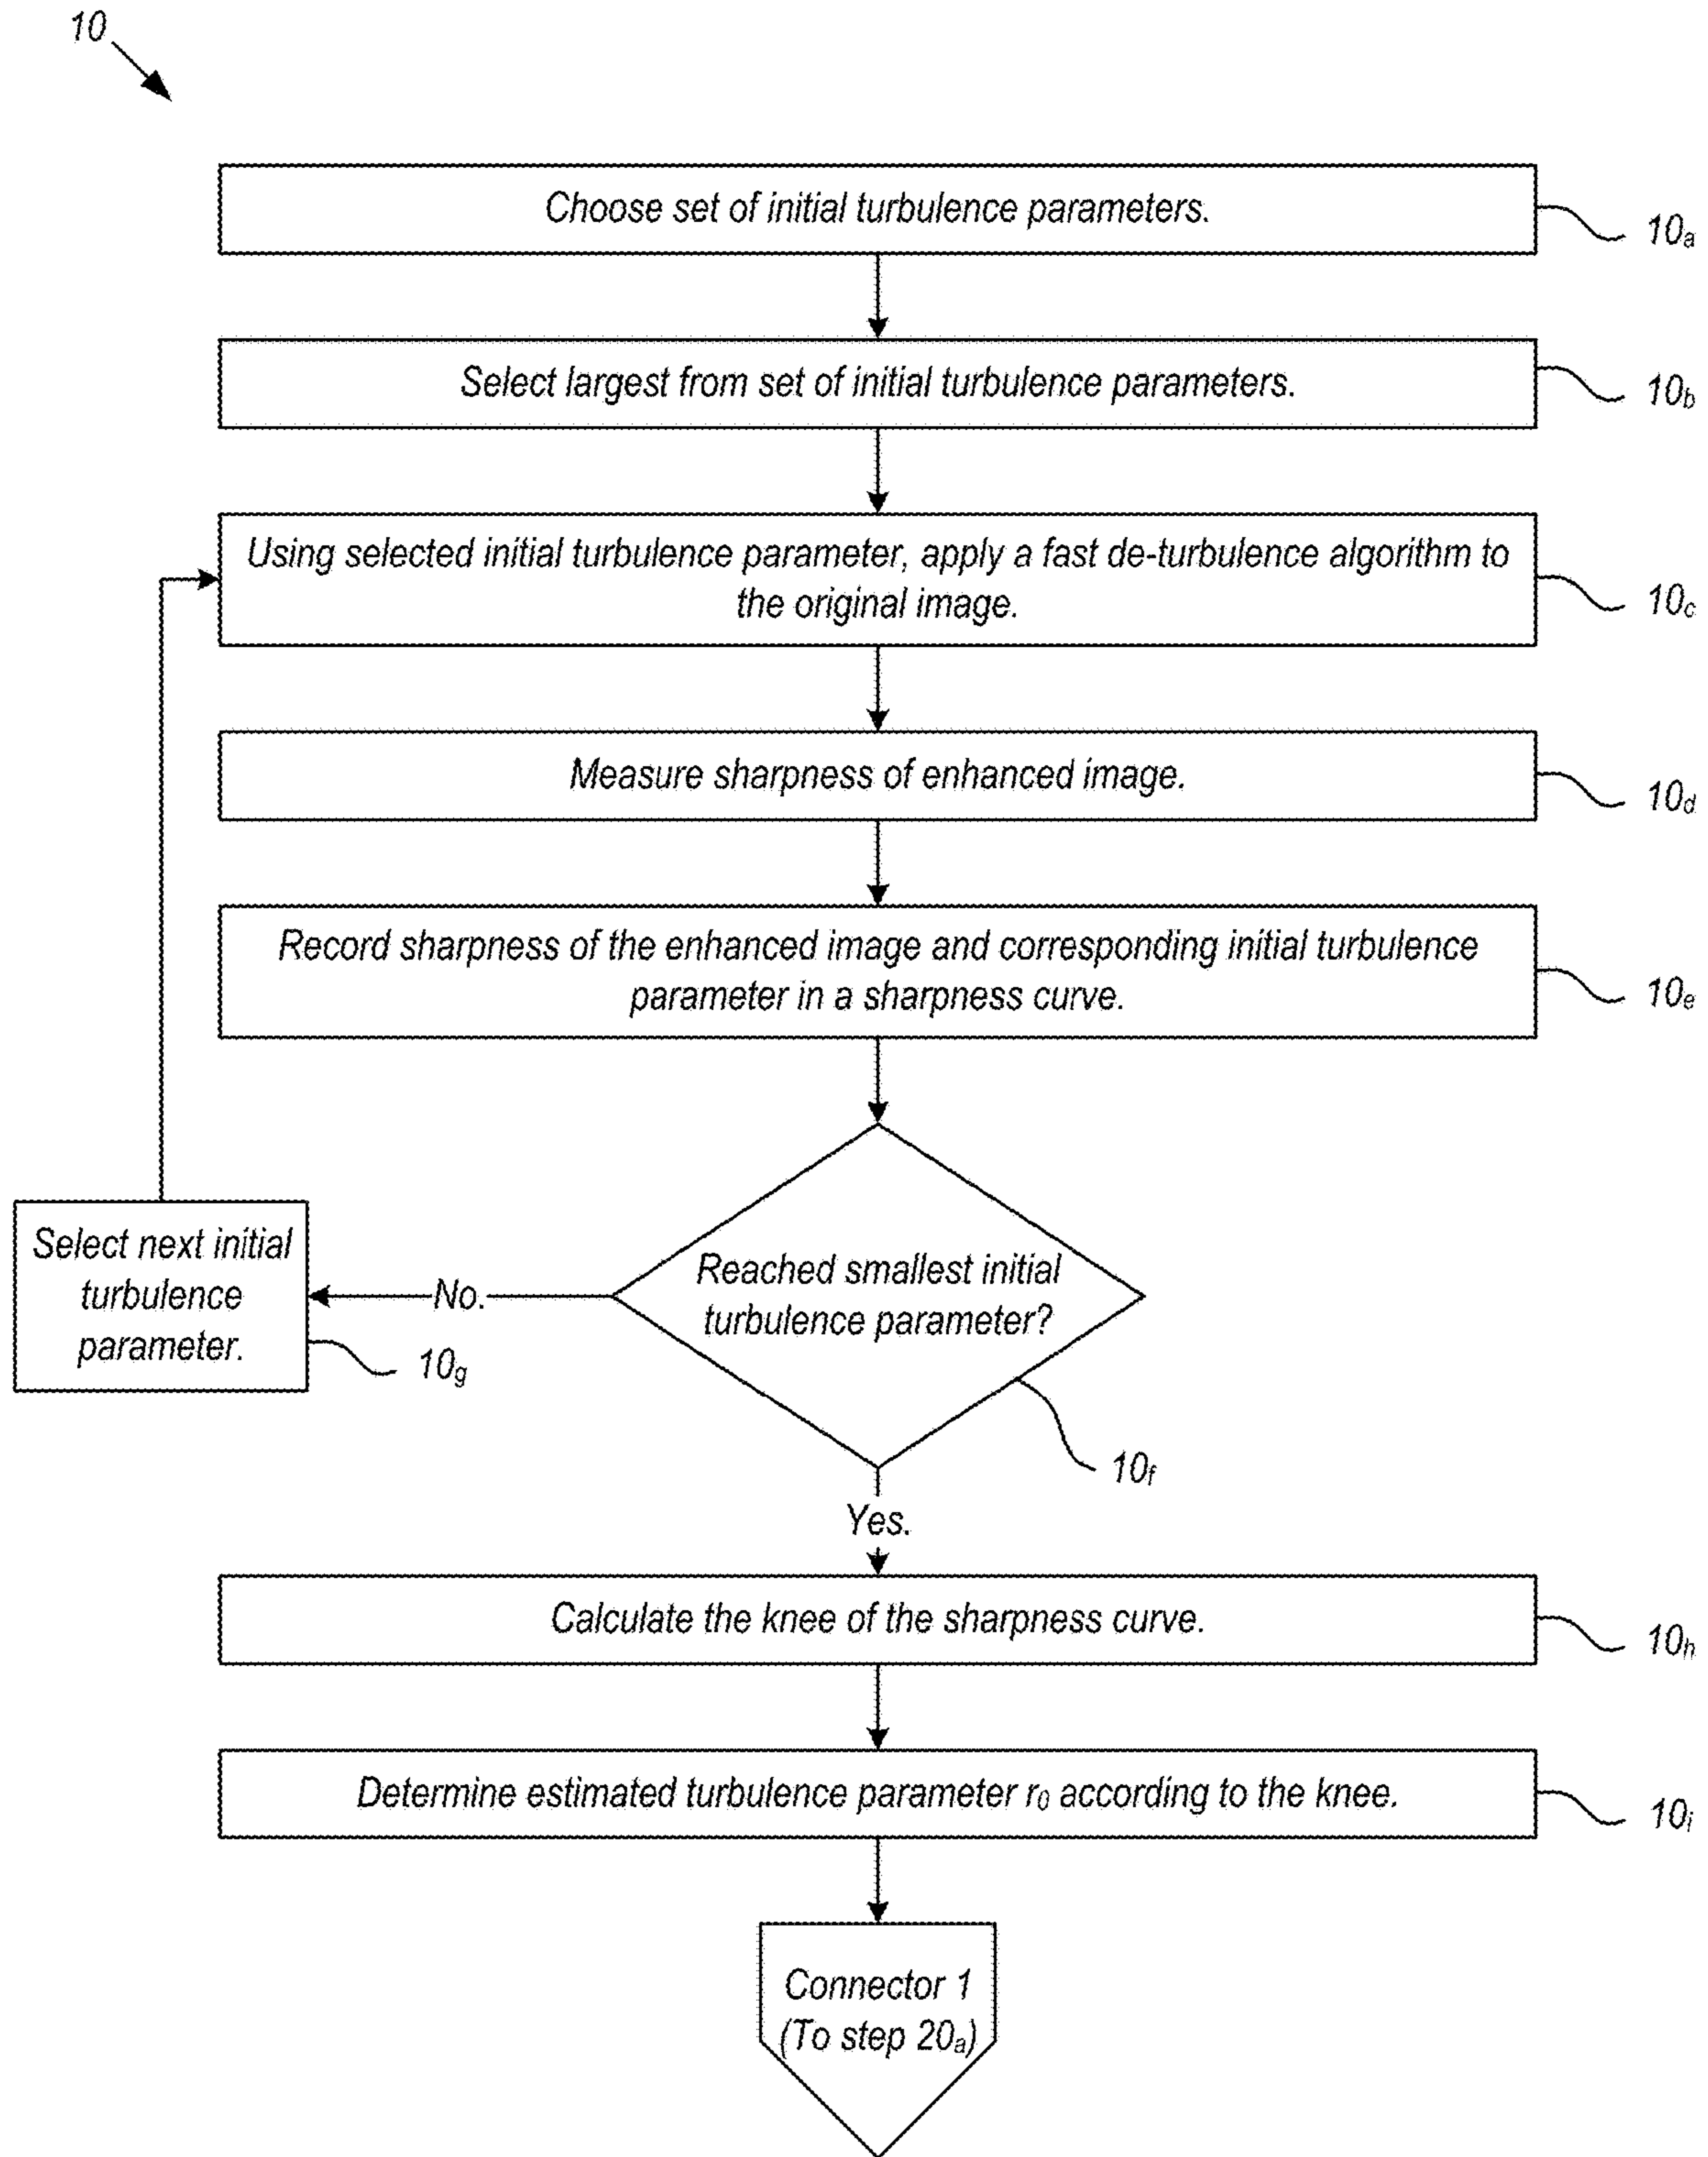 10
Choose set of initial turbulence parameters.
10a
Select largest from set of initial turbulence parameters.
10b
Using selected initial turbulence parameter, apply a fast de-turbulence algorithm to
the original image.
10c
Measure sharpness of enhanced image.
10d
Record sharpness of the enhanced image and corresponding initial turbulence
parameter in a sharpness curve.
10e
Select next initial
turbulence
parameter.
10g
No.
Reached smallest initial
turbulence parameter?
10f
Yes.
Calculate the knee of the sharpness curve.
10h
Determine estimated turbulence parameter r0 according to the knee.
10i
Connector 1
(To step 20a)